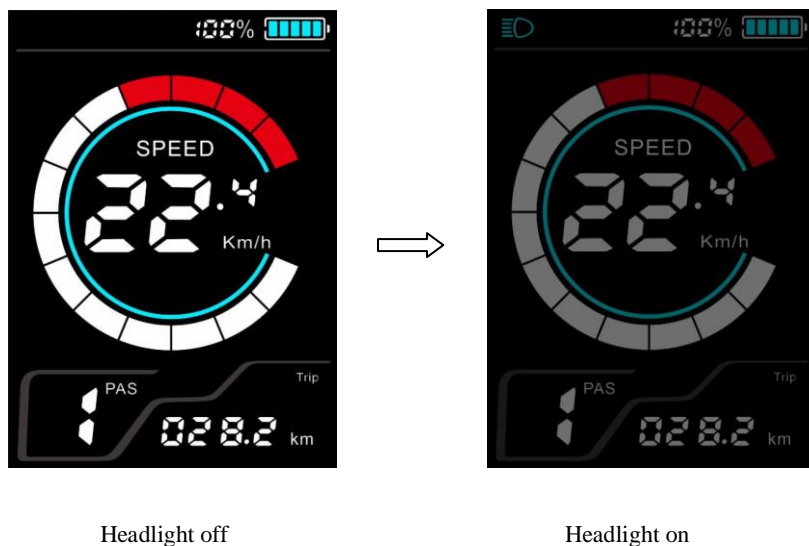 100%
100%
SPEED
22.4
Km/h
SPEED
22.4
Km/h
1 PAS
Trip
028.2 km
1 PAS
Trip
028.2 km
Headlight off
Headlight on